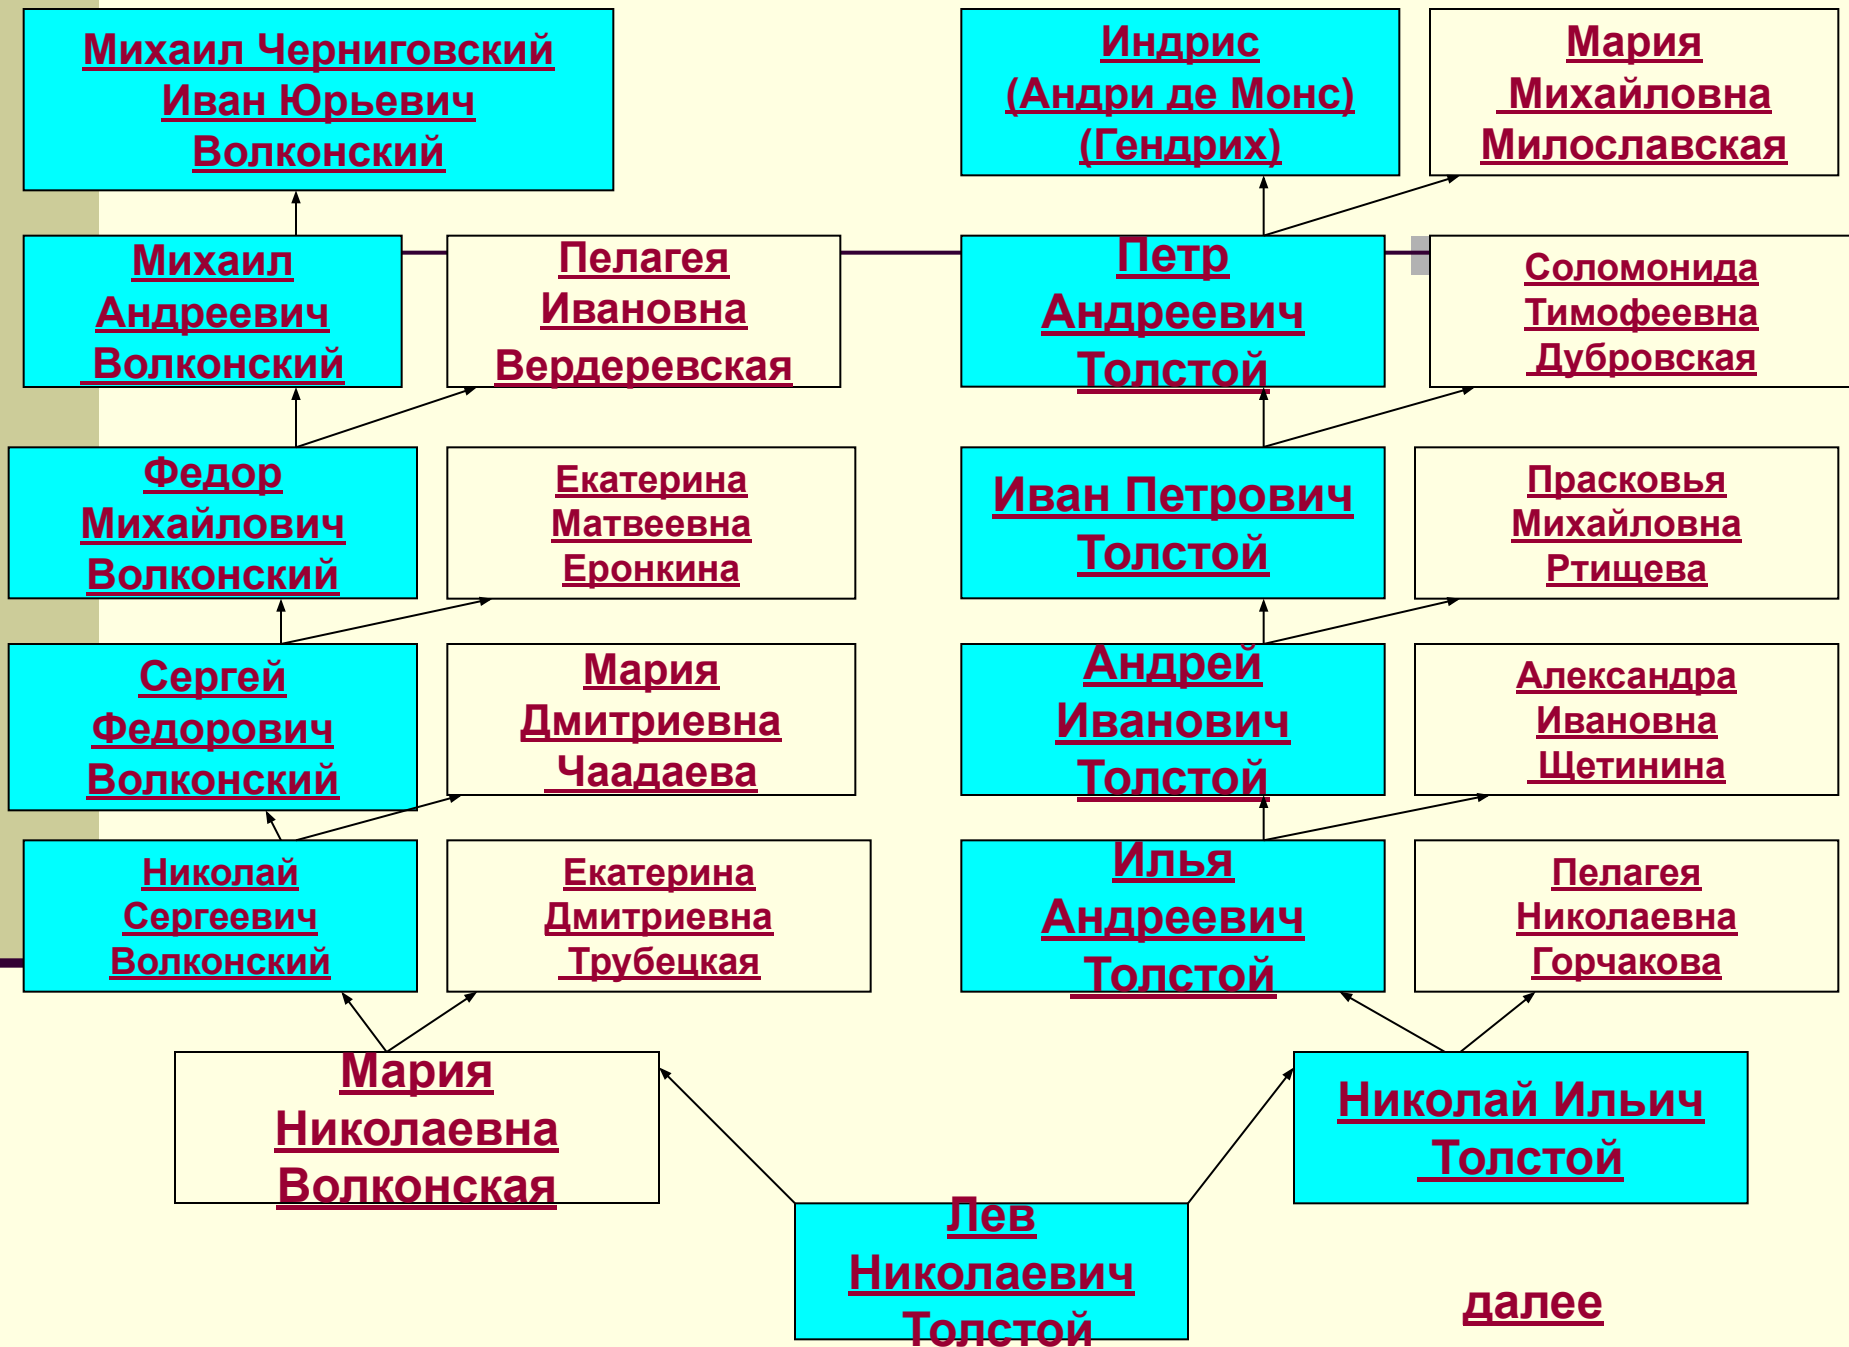 Михаил Черниговский
Иван Юрьевич
Волконский
Индрис
(Андри де Монс)
(Гендрих)
Мария
Михайловна
Милославская
Михаил
Андреевич
Волконский
Пелагея
Ивановна
Вердеревская
Петр
Андреевич
Толстой
Соломонида
Тимофеевна
Дубровская
Федор
Михайлович
Волконский
Екатерина
Матвеевна
Еронкина
Иван Петрович
Толстой
Прасковья
Михайловна
Ртищева
Сергей
Федорович
Волконский
Мария
Дмитриевна
Чаадаева
Андрей
Иванович
Толстой
Александра
Ивановна
Щетинина
Николай
Сергеевич
Волконский
Екатерина
Дмитриевна
Трубецкая
Илья
Андреевич
Толстой
Пелагея
Николаевна
Горчакова
Мария
Николаевна
Волконская
Николай Ильич
Толстой
Лев
Николаевич
Толстой
далее